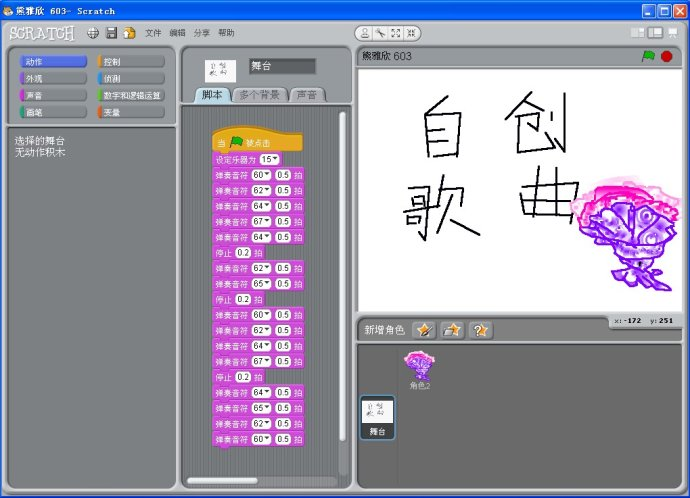 熊雅欣 603- Scratch
SCRATCH 文件 编辑 分享 帮助
动作 控制
外观 侦测
声音 数字和逻辑运算
画笔 变量
选择的舞台
无动作积木
舞台
脚本 多个背景 声音
当 被点击
设定乐器为 15
弹奏音符 60 0.5 拍
弹奏音符 62 0.5 拍
弹奏音符 64 0.5 拍
弹奏音符 67 0.5 拍
弹奏音符 64 0.5 拍
停止 0.2 拍
弹奏音符 62 0.5 拍
弹奏音符 65 0.5 拍
停止 0.2 拍
弹奏音符 60 0.5 拍
弹奏音符 62 0.5 拍
弹奏音符 64 0.5 拍
弹奏音符 67 0.5 拍
停止 0.2 拍
弹奏音符 64 0.5 拍
弹奏音符 65 0.5 拍
弹奏音符 62 0.5 拍
弹奏音符 60 0.5 拍
熊雅欣 603
自 创
歌 曲
x: -172 y: 251
新增角色
角色2
舞台